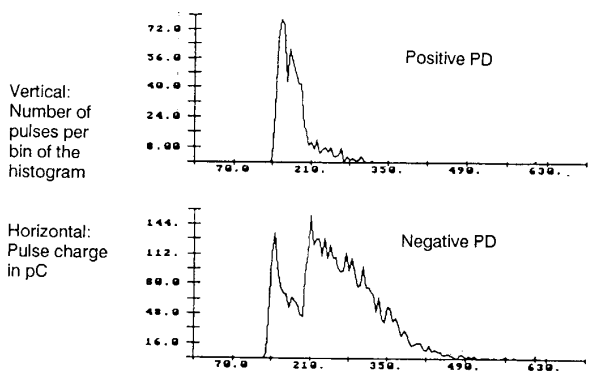 72.0
56.0
40.0
24.0
8.00
Positive PD
Vertical:
Number of
pulses per
bin of the
histogram
70.0 210. 350. 490. 630.
Horizontal:
Pulse charge
in pC
144.
112.
80.0
48.0
16.0
Negative PD
70.0 210. 350. 490. 630.